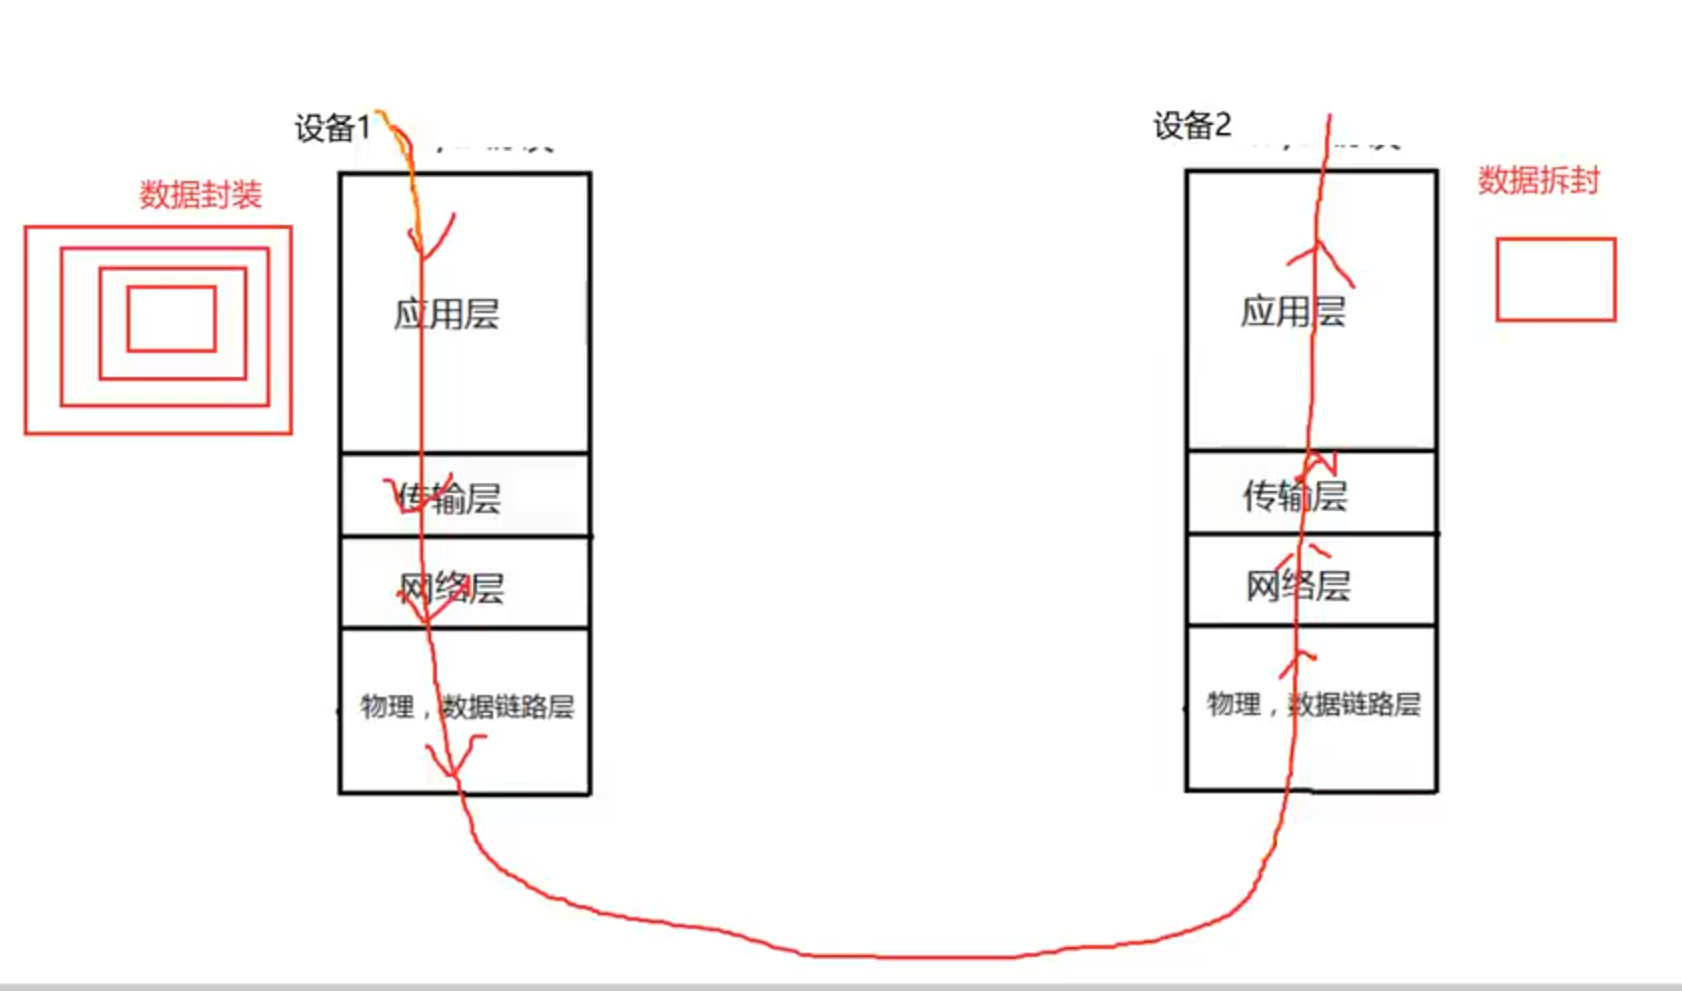 设备1
数据封装
应用层
传输层
网络层
物理，数据链路层
设备2
数据拆封
应用层
传输层
网络层
物理，数据链路层